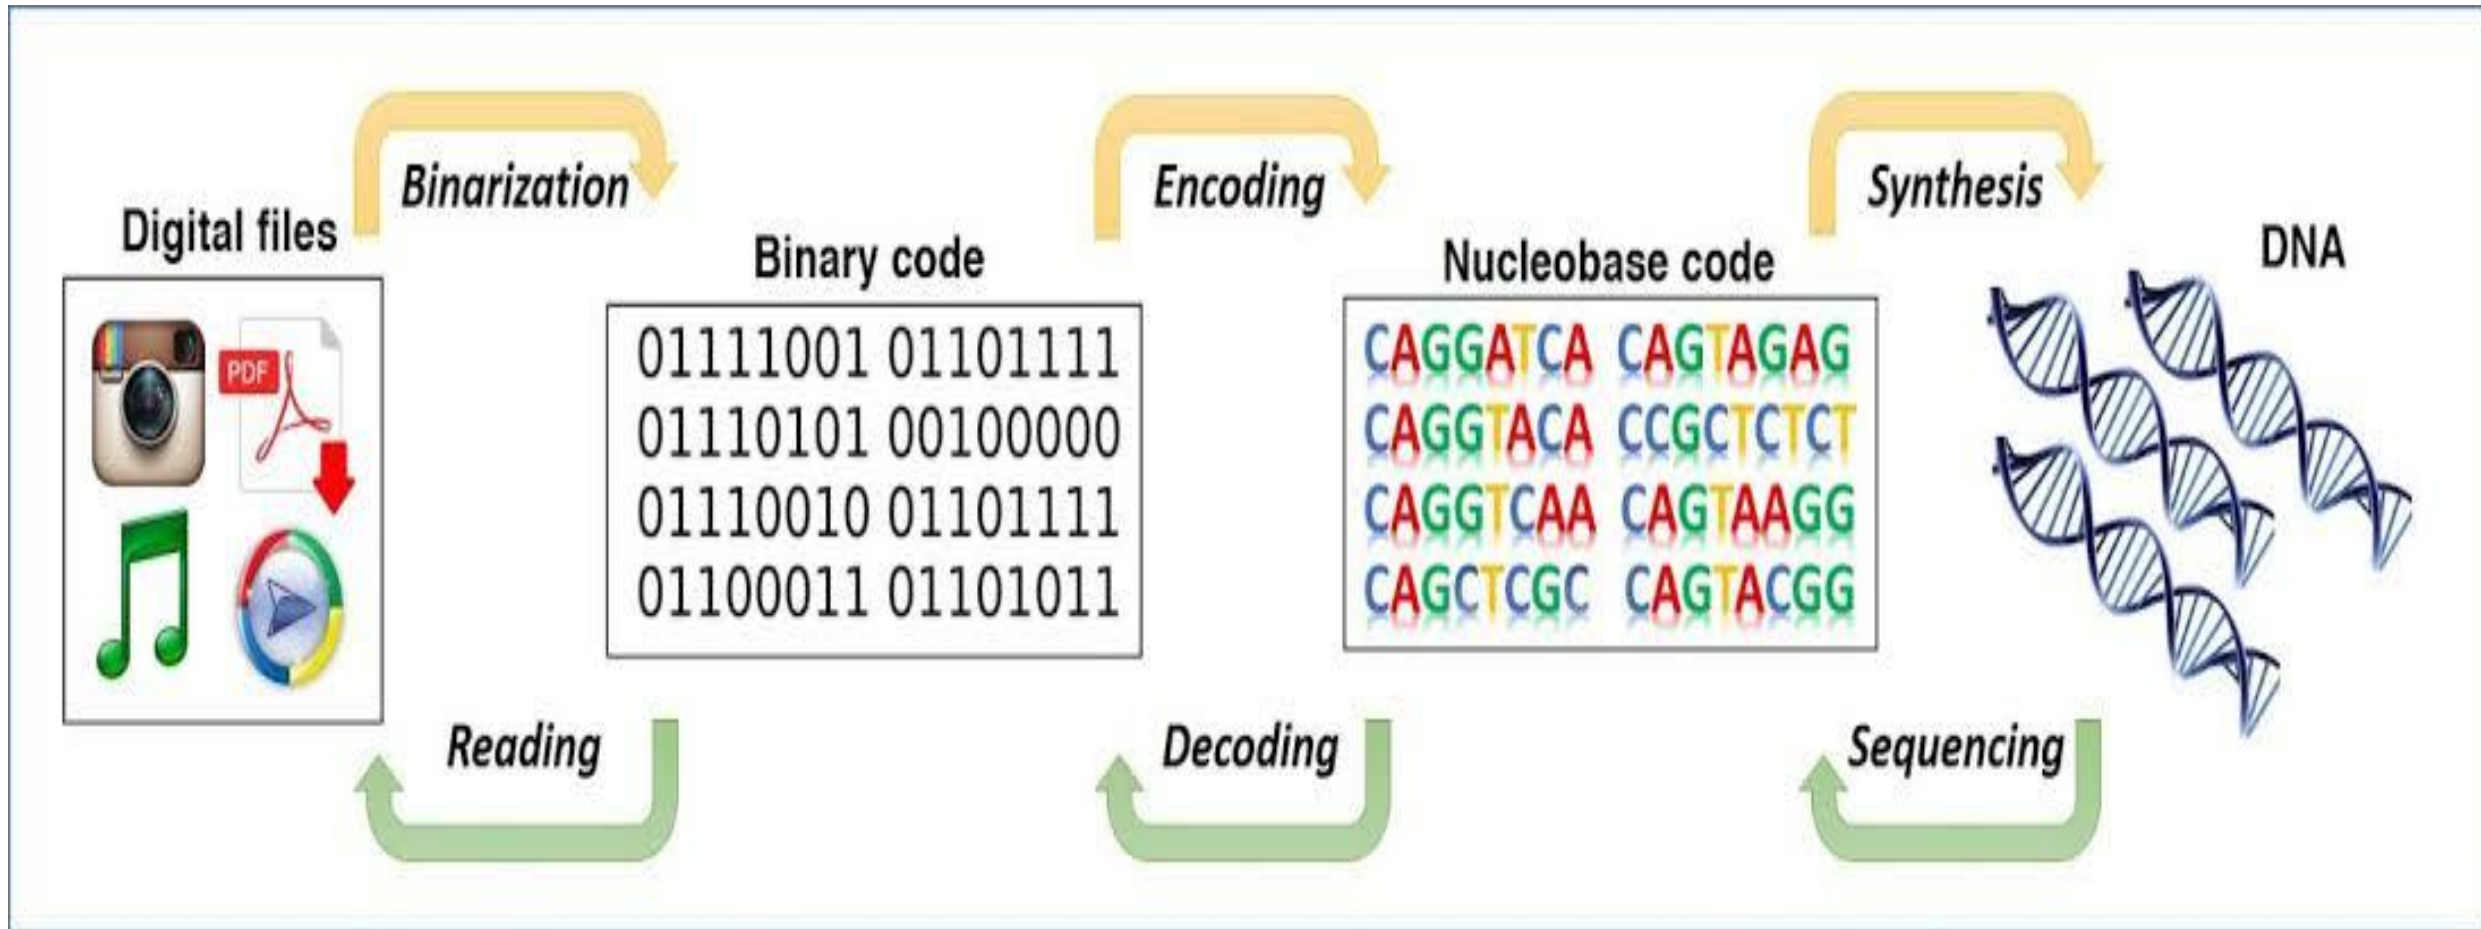 Binarization
Encoding
Synthesis
Digital files
Binary code
Nucleobase code
DNA
PDF
01111001 01101111
01110101 00100000
01110010 01101111
01100011 01101011
CAGGATCA CAGTAGAG
CAGGTACA CCGCTCTCT
CAGGTCAA CAGTAAGG
CAGCTCGC CAGTACGG
Reading
Decoding
Sequencing